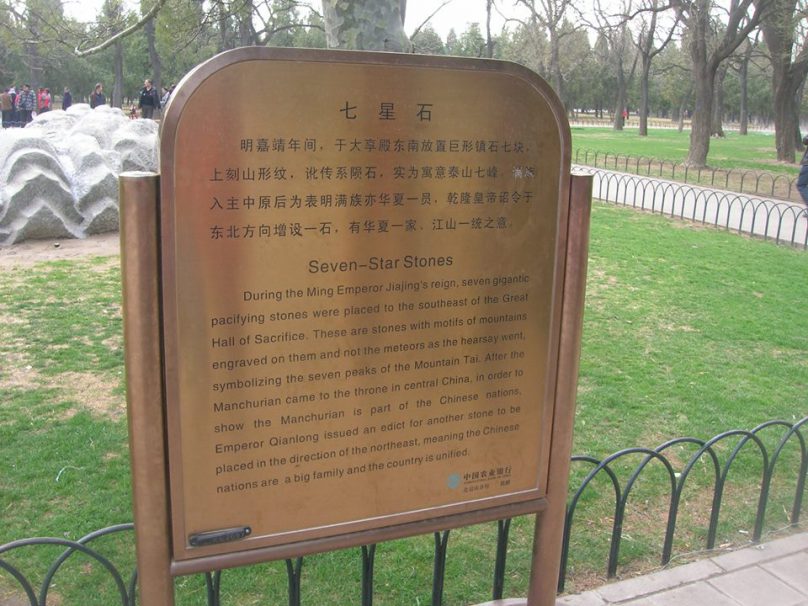 七星石
明嘉靖年间，于大享殿东南放置巨形镇石七块，
上刻山形纹，讹传系陨石，实为寓意泰山七峰。满族
入主中原后为表明满族亦华夏一员，乾隆皇帝诏令于
东北方向增设一石，有华夏一家、江山一统之意。
Seven-Star Stones
During the Ming Emperor Jiajing's reign, seven gigantic
pacifying stones were placed to the southeast of the Great
Hall of Sacrifice. These are stones with motifs of mountains
engraved on them and not the meteors as the hearsay went,
symbolizing the seven peaks of the Mountain Tai. After the
Manchurian came to the throne in central China, in order to
show the Manchurian is part of the Chinese nations,
Emperor Qianlong issued an edict for another stone to be
placed in the direction of the northeast, meaning the Chinese
nations are a big family and the country is unified.
中国农业银行